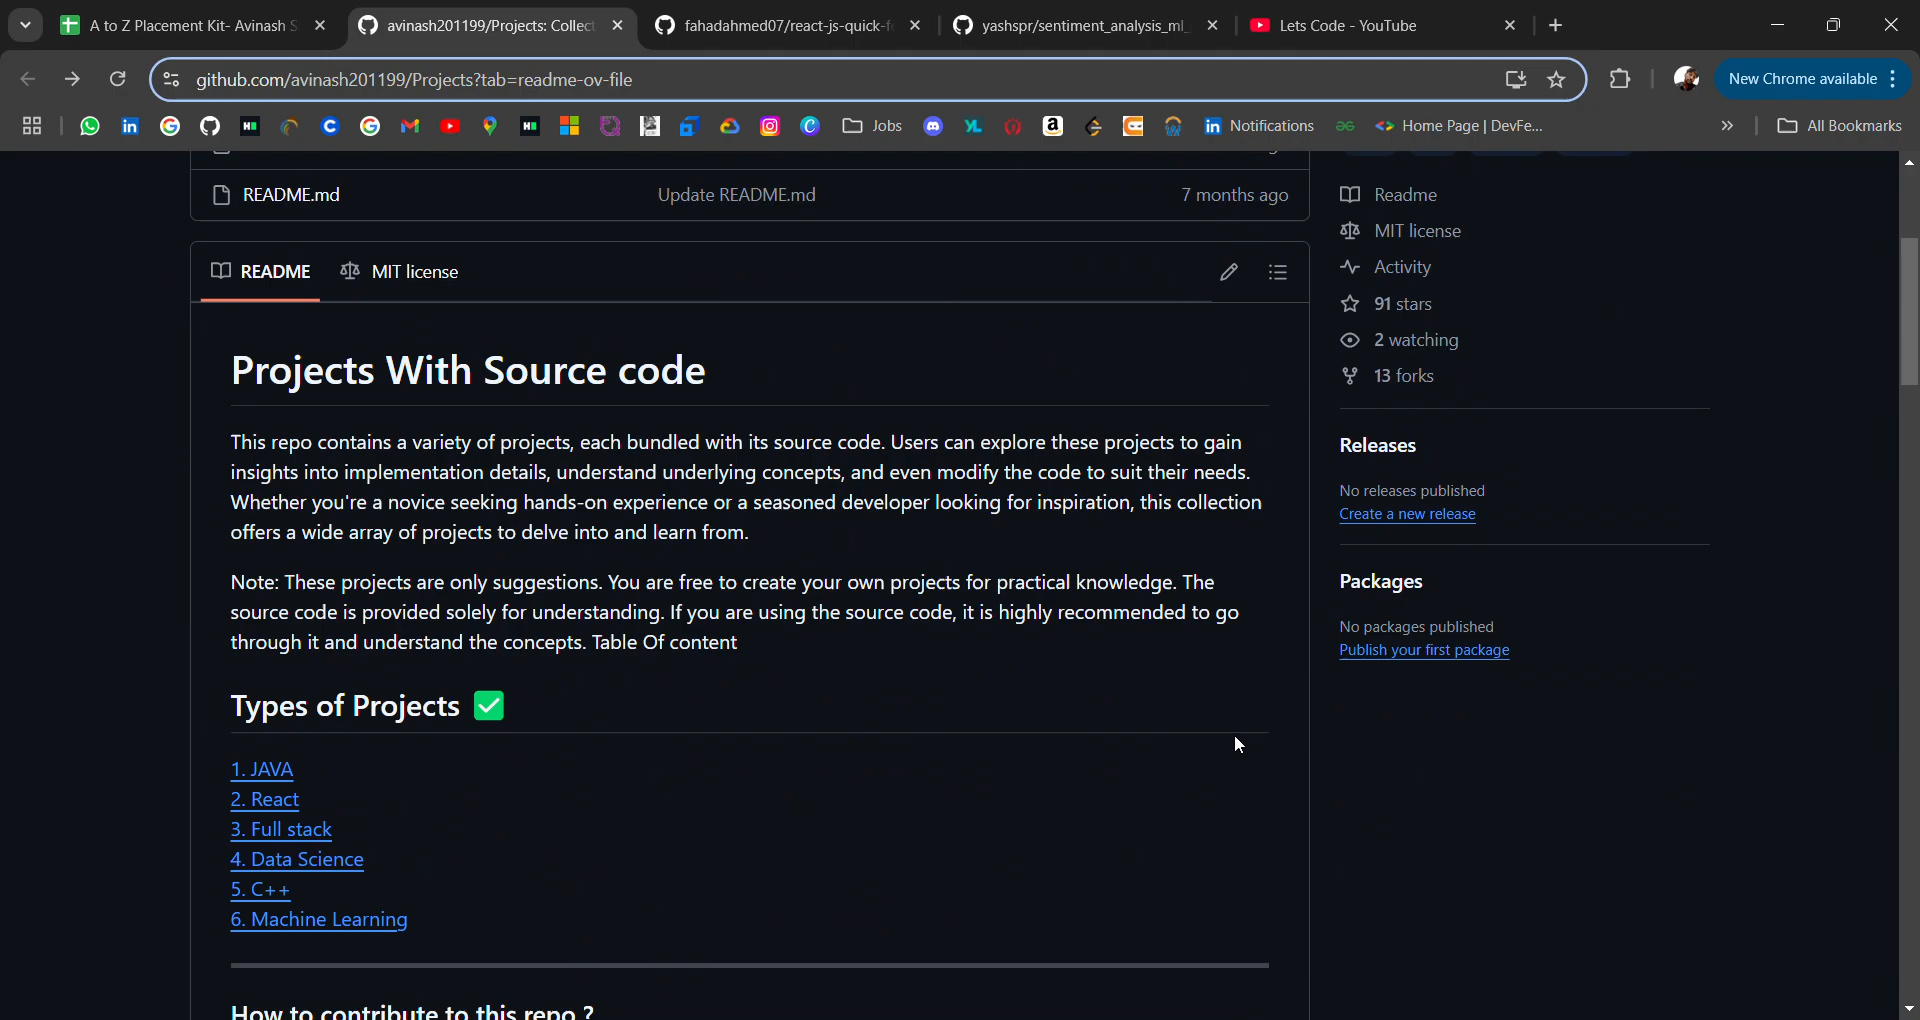 A to Z Placement Kit- Avinash S
avinash201199/Projects: Collect
fahadahmed07/react-js-quick-f
yashspr/sentiment_analysis_ml_
Lets Code - YouTube
github.com/avinash201199/Projects?tab=readme-ov-file
New Chrome available
Jobs
Notifications
Home Page | DevFe...
All Bookmarks
README.md Update README.md 7 months ago
README MIT license
Projects With Source code
This repo contains a variety of projects, each bundled with its source code. Users can explore these projects to gain
insights into implementation details, understand underlying concepts, and even modify the code to suit their needs.
Whether you're a novice seeking hands-on experience or a seasoned developer looking for inspiration, this collection
offers a wide array of projects to delve into and learn from.
Note: These projects are only suggestions. You are free to create your own projects for practical knowledge. The
source code is provided solely for understanding. If you are using the source code, it is highly recommended to go
through it and understand the concepts. Table Of content
Types of Projects ✅
1. JAVA
2. React
3. Full stack
4. Data Science
5. C++
6. Machine Learning
How to contribute to this repo ?
Readme
MIT license
Activity
91 stars
2 watching
13 forks
Releases
No releases published
Create a new release
Packages
No packages published
Publish your first package